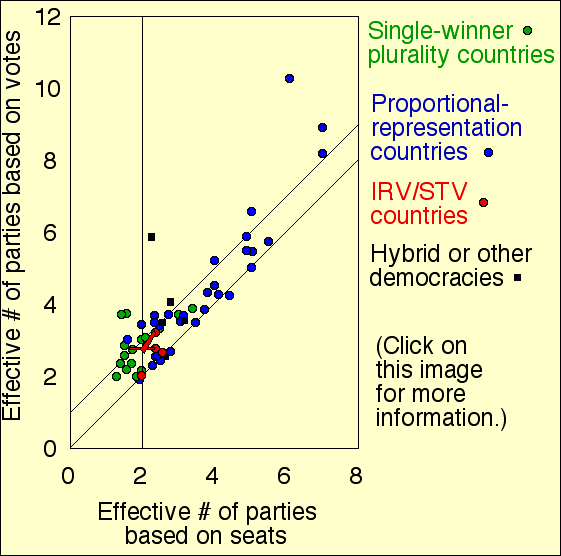 12
10
8
6
4
2
0
Effective # of parties based on votes
0 2 4 6 8
Effective # of parties
based on seats
Single-winner
plurality countries
Proportional-
representation
countries
IRV/STV
countries
Hybrid or other
democracies
(Click on
this image
for more
information.)